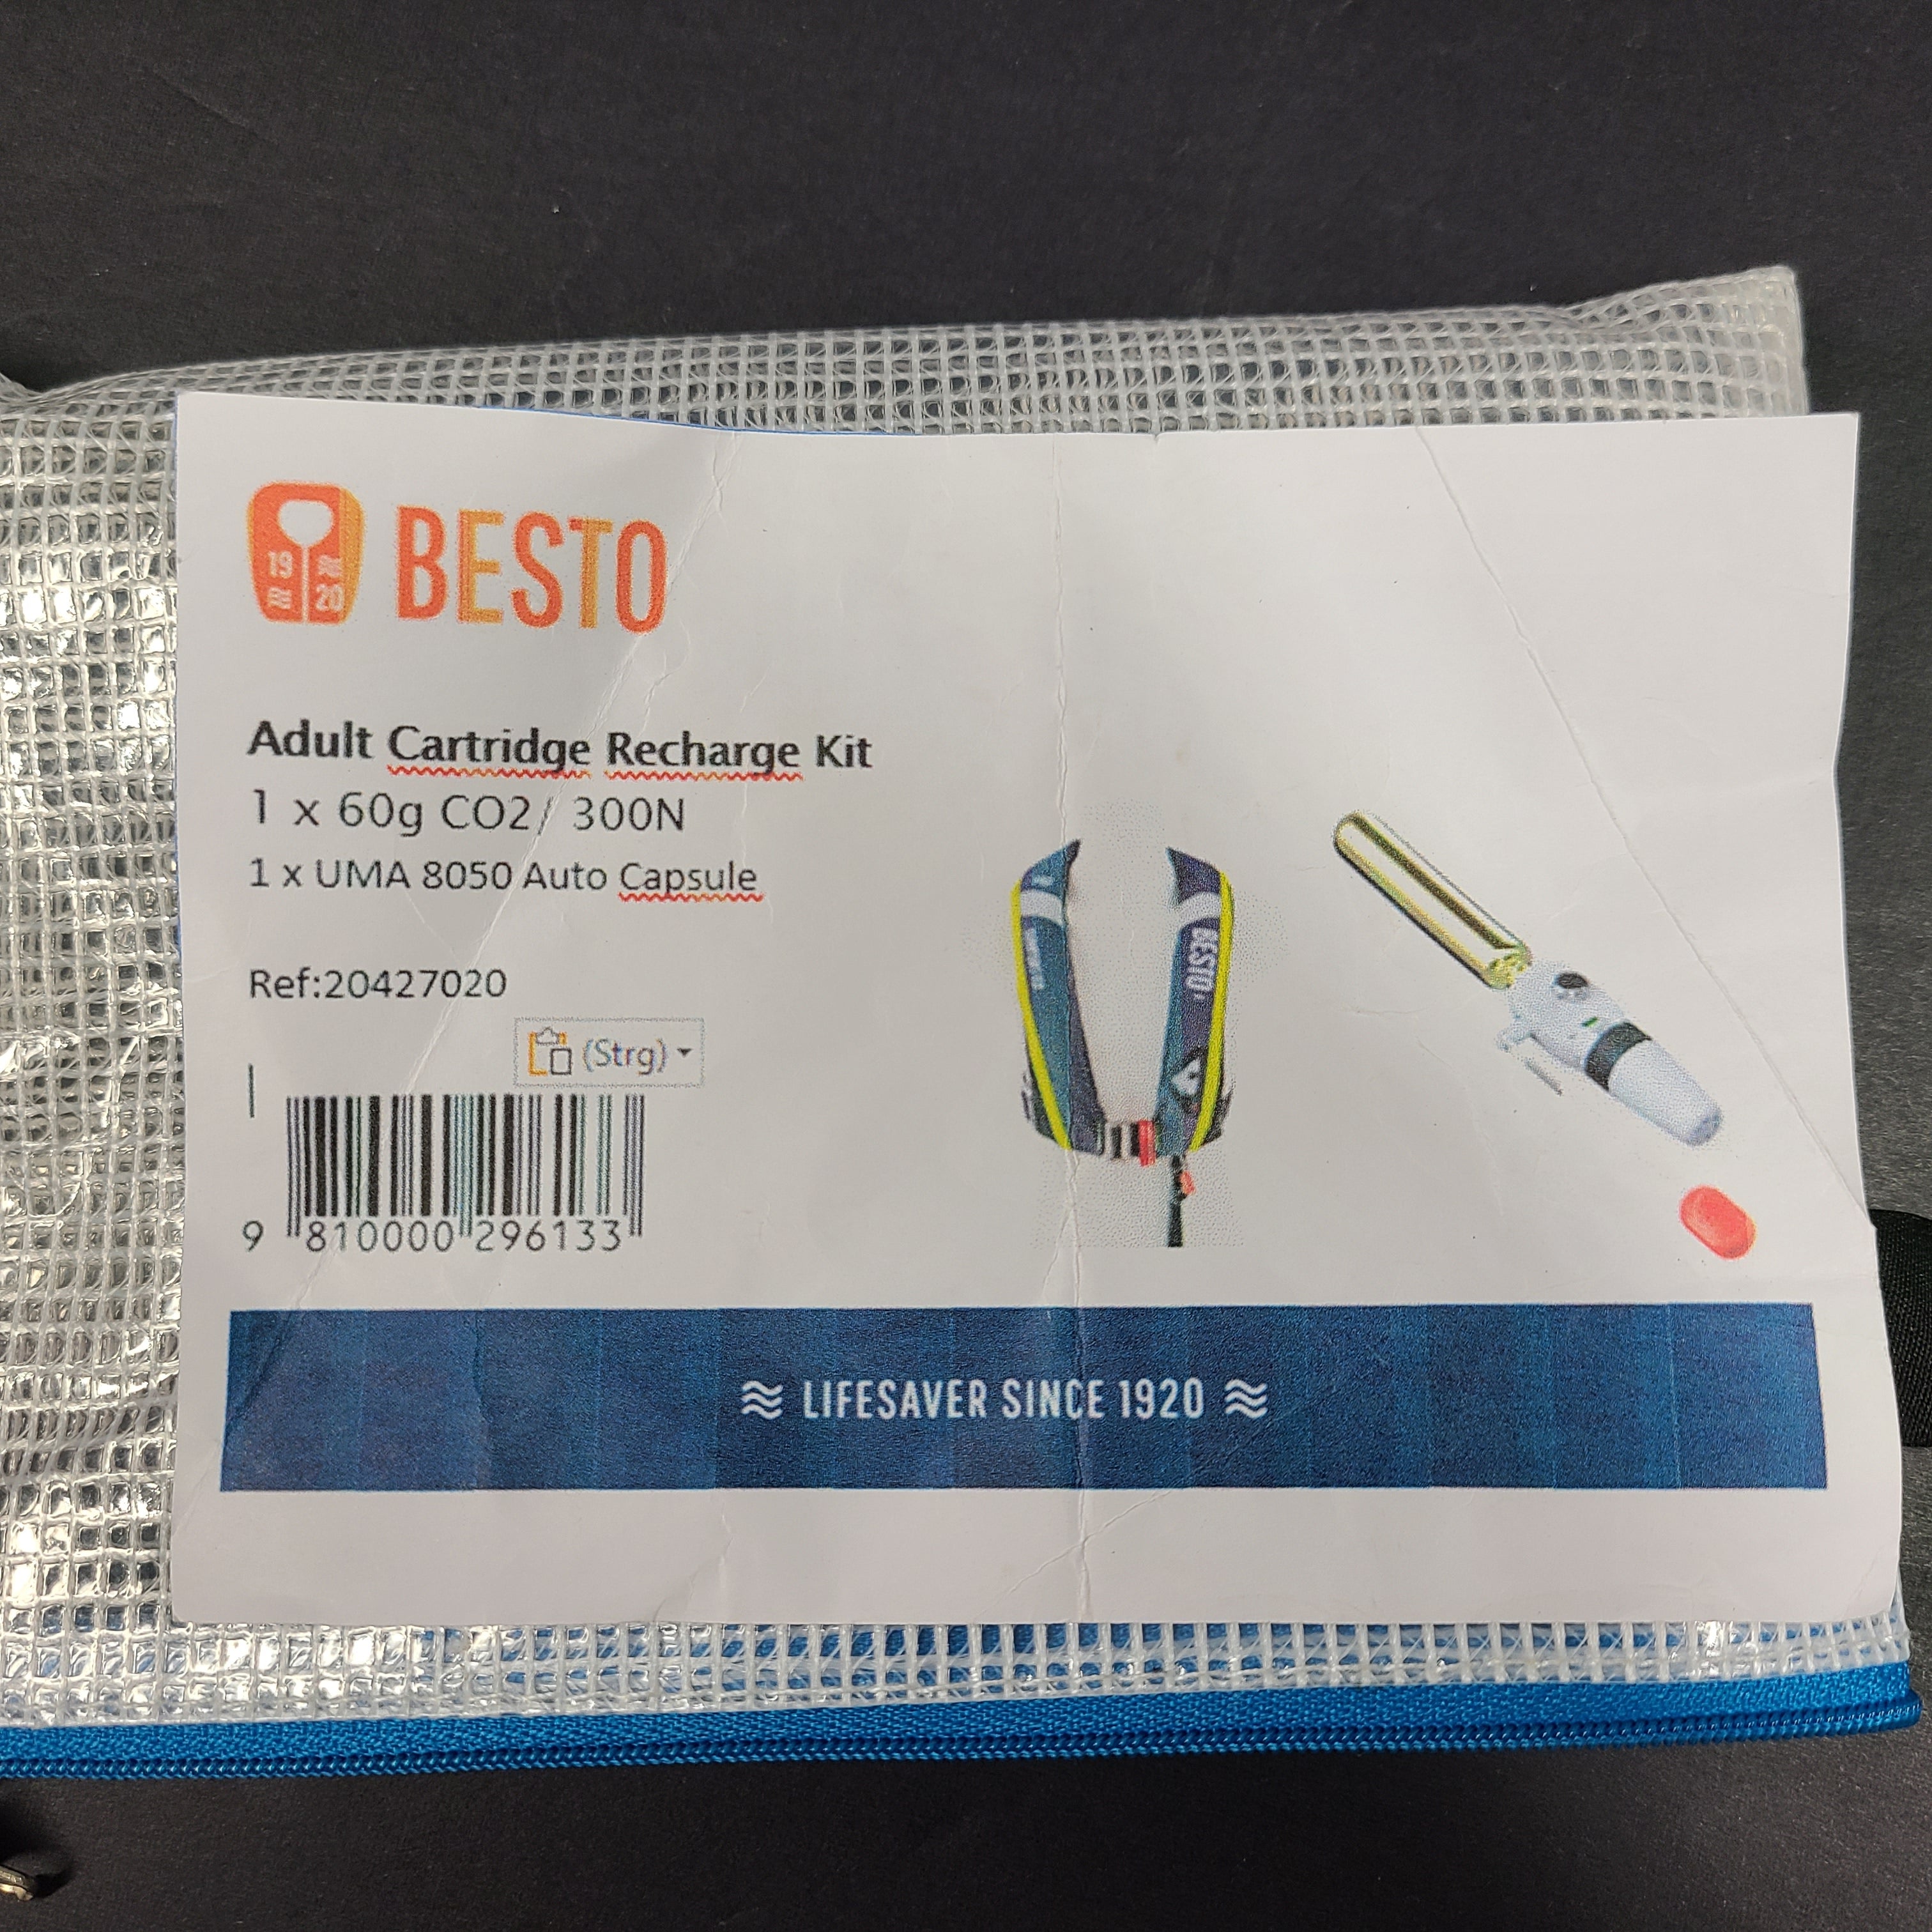 19
20
BESTO
Adult Cartridge Recharge Kit
1 x 60g CO2/ 300N
1 x UMA 8050 Auto Capsule
Ref:20427020
(Strg)
9 810000 296133
BESTO
LIFESAVER SINCE 1920